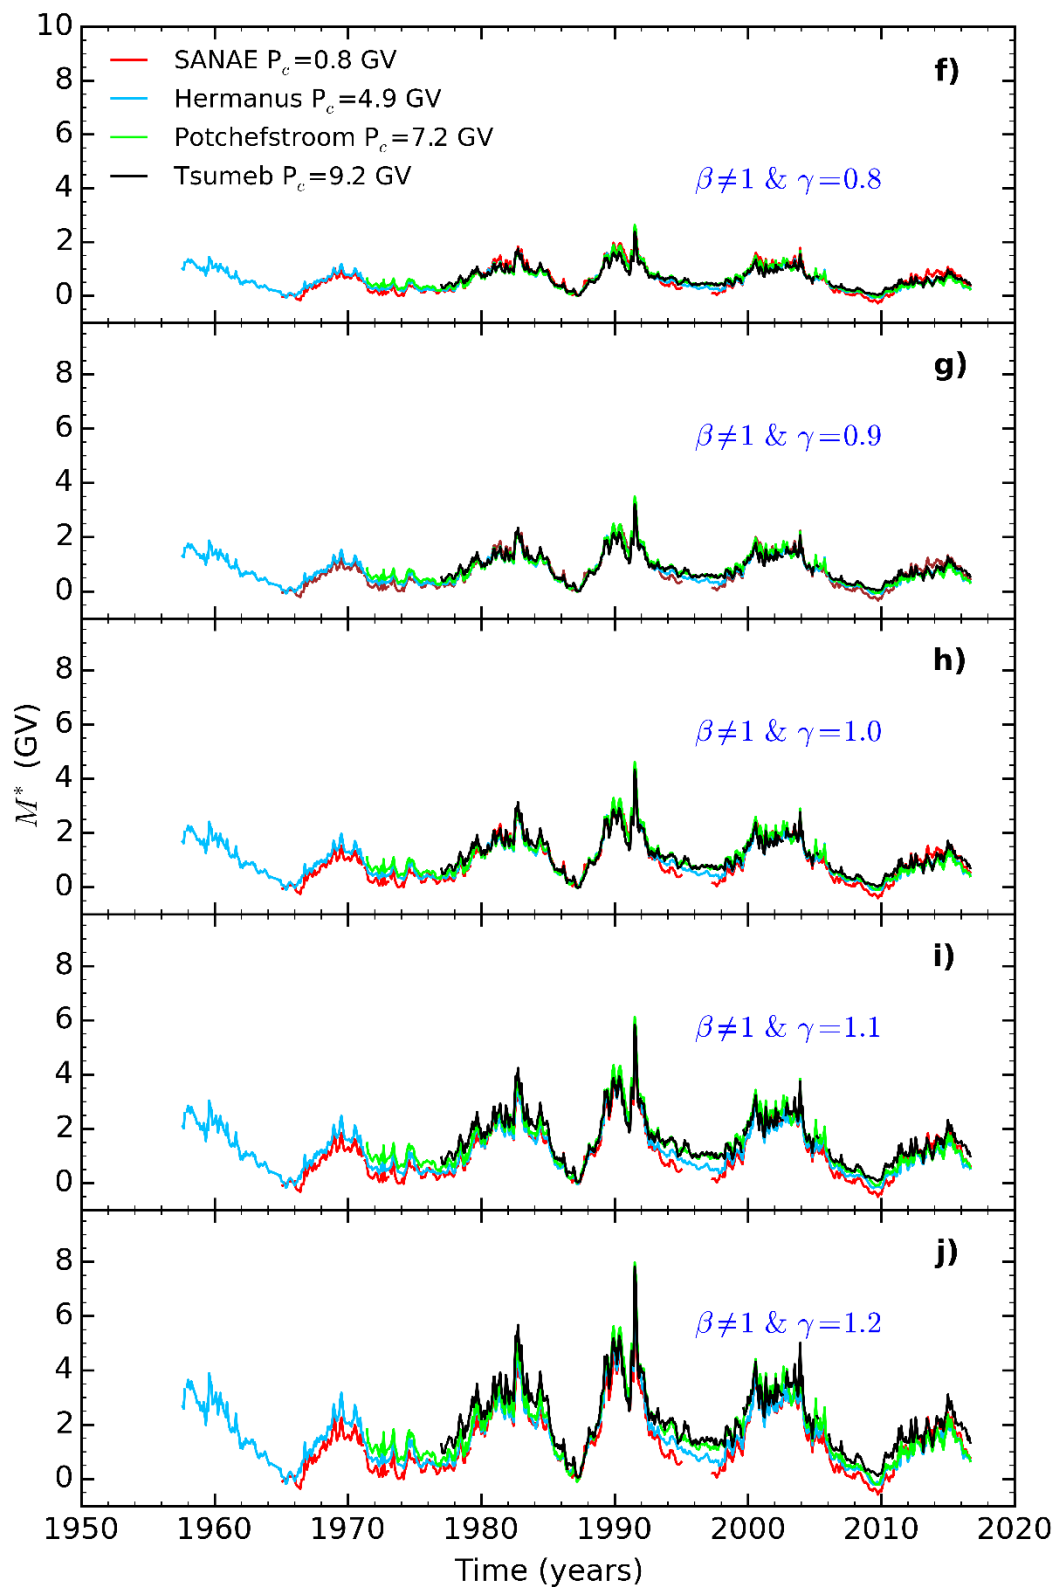 10
8
6
4
2
0
SANAE P_c=0.8 GV
Hermanus P_c=4.9 GV
Potchefstroom P_c=7.2 GV
Tsumeb P_c=9.2 GV
f)
β≠1 & γ=0.8
8
6
4
2
0
g)
β≠1 & γ=0.9
8
6
4
2
0
h)
β≠1 & γ=1.0
M* (GV)
8
6
4
2
0
i)
β≠1 & γ=1.1
8
6
4
2
0
j)
β≠1 & γ=1.2
1950 1960 1970 1980 1990 2000 2010 2020
Time (years)